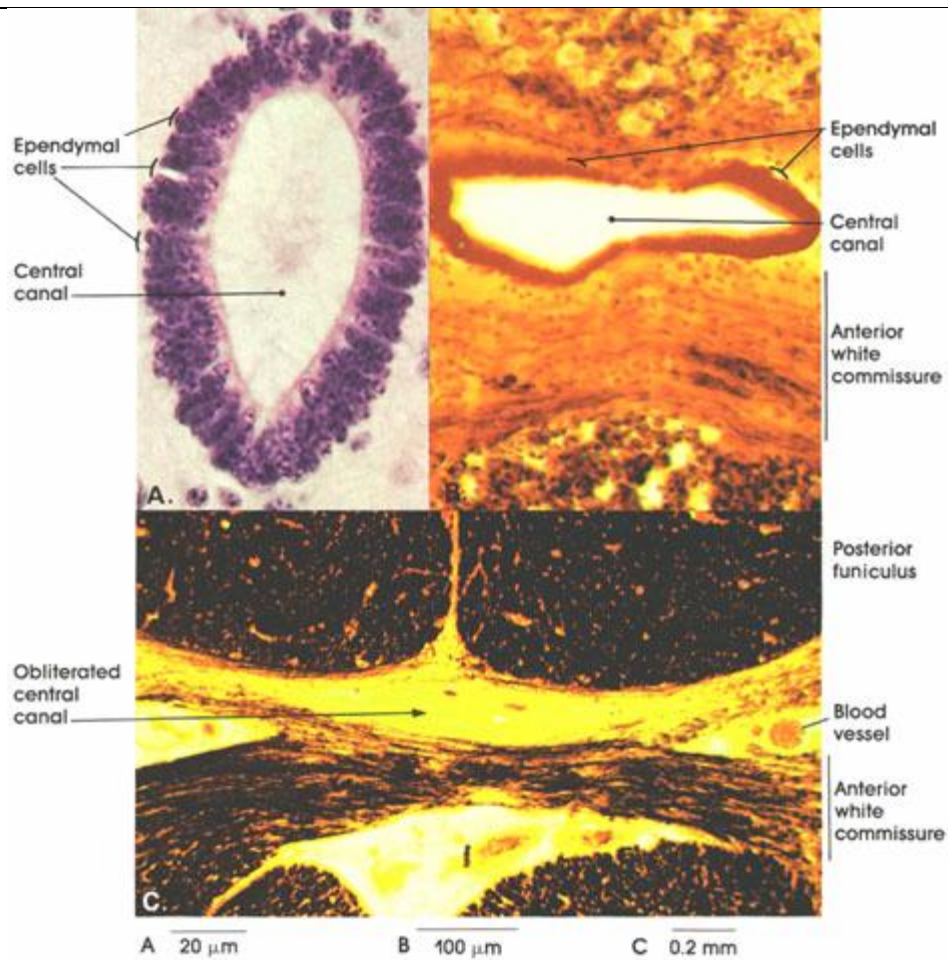 Ependymal
cells
Central
canal
A.
B.
Ependymal
cells
Central
canal
Anterior
white
commissure
Posterior
funiculus
Obliterated
central
canal
Blood
vessel
Anterior
white
commissure
C.
A 20 μm B 100 μm C 0.2 mm